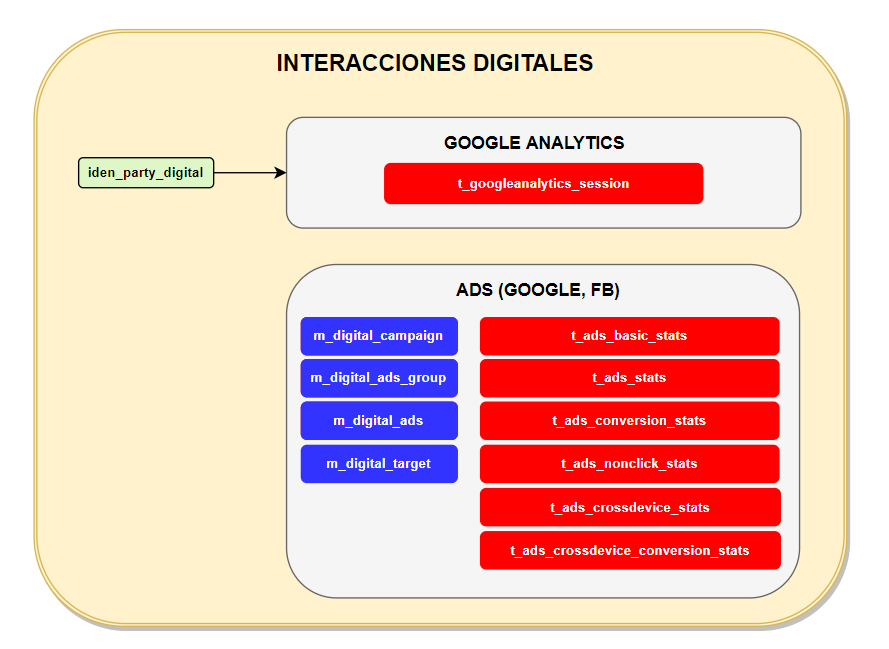 INTERACCIONES DIGITALES
GOOGLE ANALYTICS
iden_party_digital
t_googleanalytics_session
ADS (GOOGLE, FB)
m_digital_campaign
t_ads_basic_stats
m_digital_ads_group
t_ads_stats
m_digital_ads
t_ads_conversion_stats
m_digital_target
t_ads_nonclick_stats
t_ads_crossdevice_stats
t_ads_crossdevice_conversion_stats